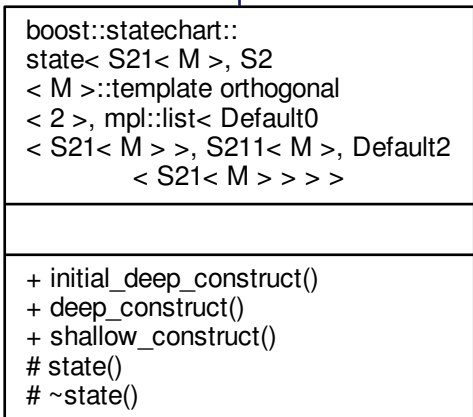 boost::statechart::
state< S21< M >, S2
< M >::template orthogonal
< 2 >, mpl::list< Default0
< S21< M > >, S211< M >, Default2
< S21< M > > > >
+ initial_deep_construct()
+ deep_construct()
+ shallow_construct()
# state()
# ~state()